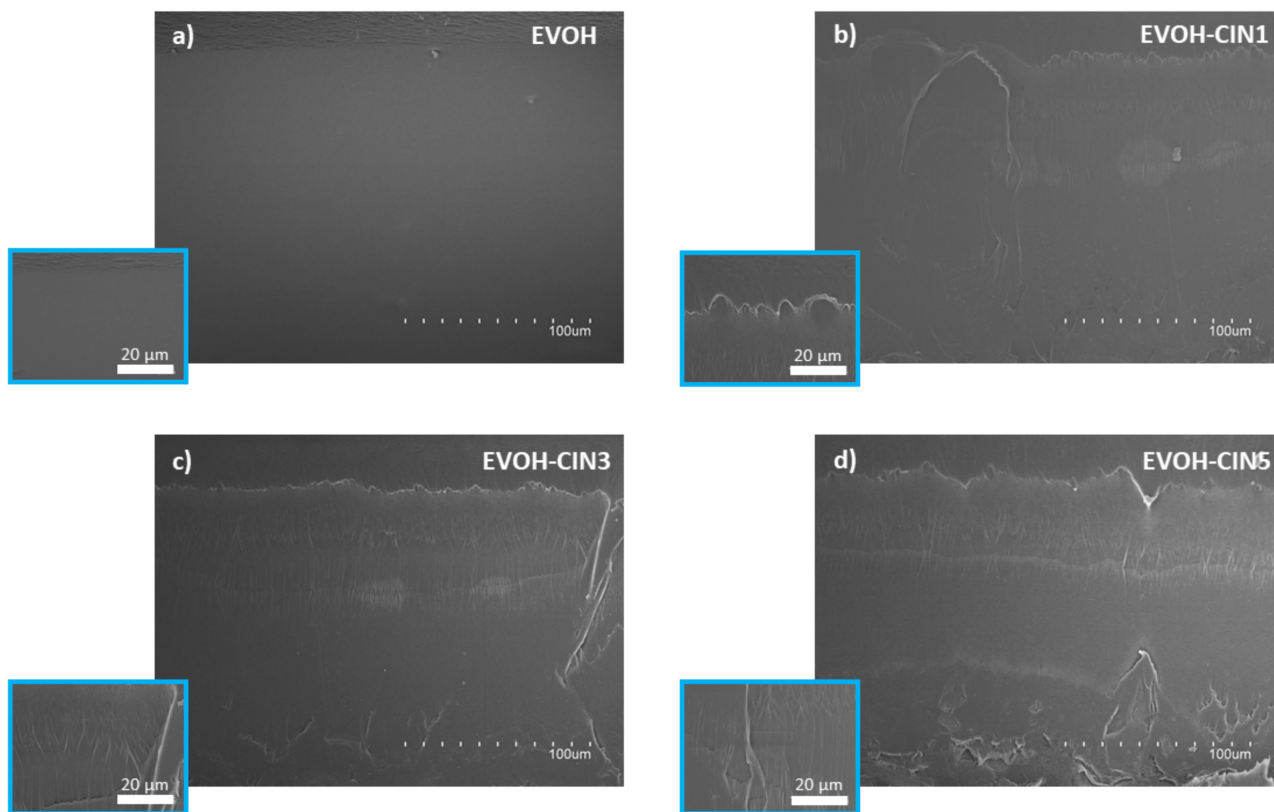 a) EVOH
100um
20 µm
b) EVOH-CIN1
100um
20 µm
c) EVOH-CIN3
100um
20 µm
d) EVOH-CIN5
100um
20 µm